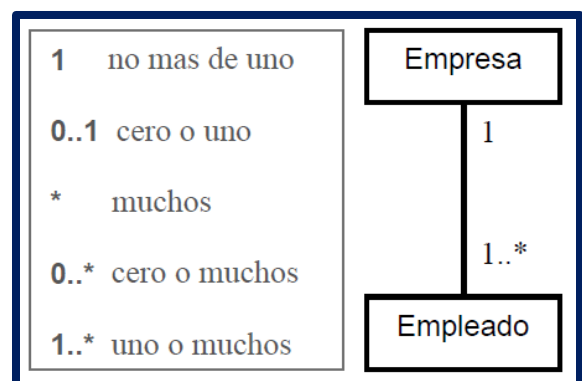 1 no mas de uno
0..1 cero o uno
* muchos
0..* cero o muchos
1..* uno o muchos
Empresa
1
1..*
Empleado